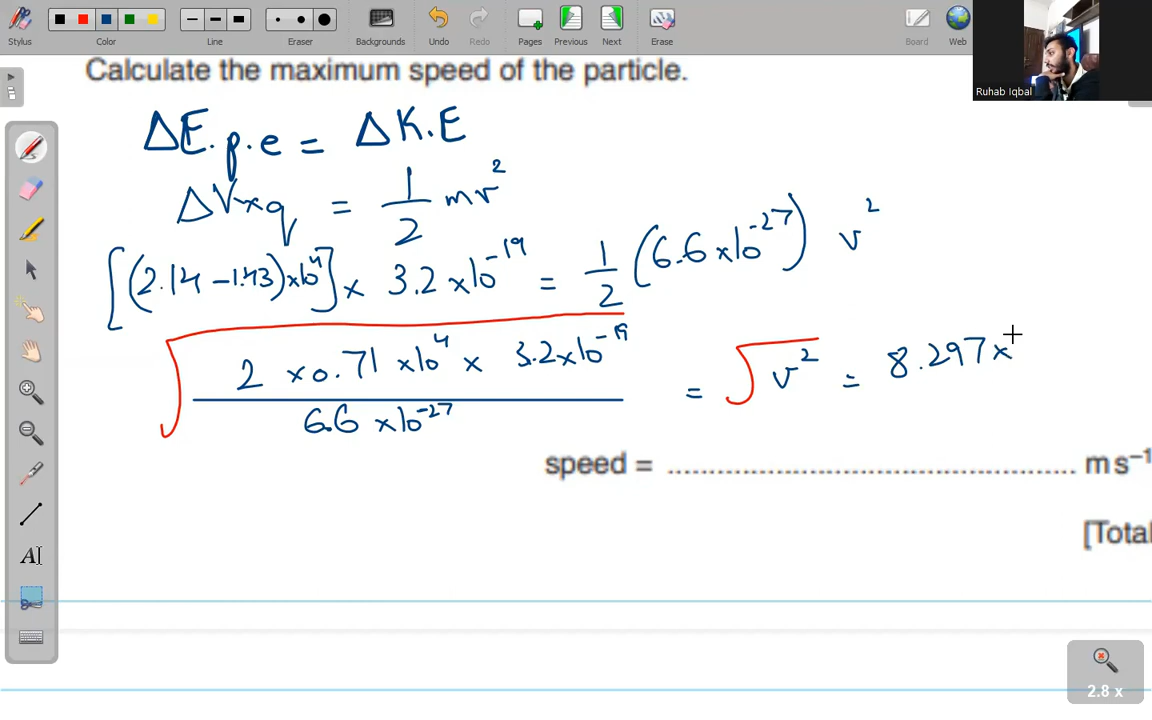 Stylus Color Line Eraser Backgrounds Undo Redo Pages Previous Next Erase Board Web
Ruhab Iqbal
Calculate the maximum speed of the particle.
ΔE.p.e = ΔK.E
ΔV×q = 1/2 mv²
[(2.14 - 1.43)×10⁴] × 3.2×10⁻¹⁹ = 1/2 (6.6×10⁻²⁷) v²
√(2 × 0.71 ×10⁴ × 3.2×10⁻¹⁹ / 6.6 ×10⁻²⁷) = √v² = 8.297×
speed = ................................................ m s⁻¹
[Total
AI
2.8 x